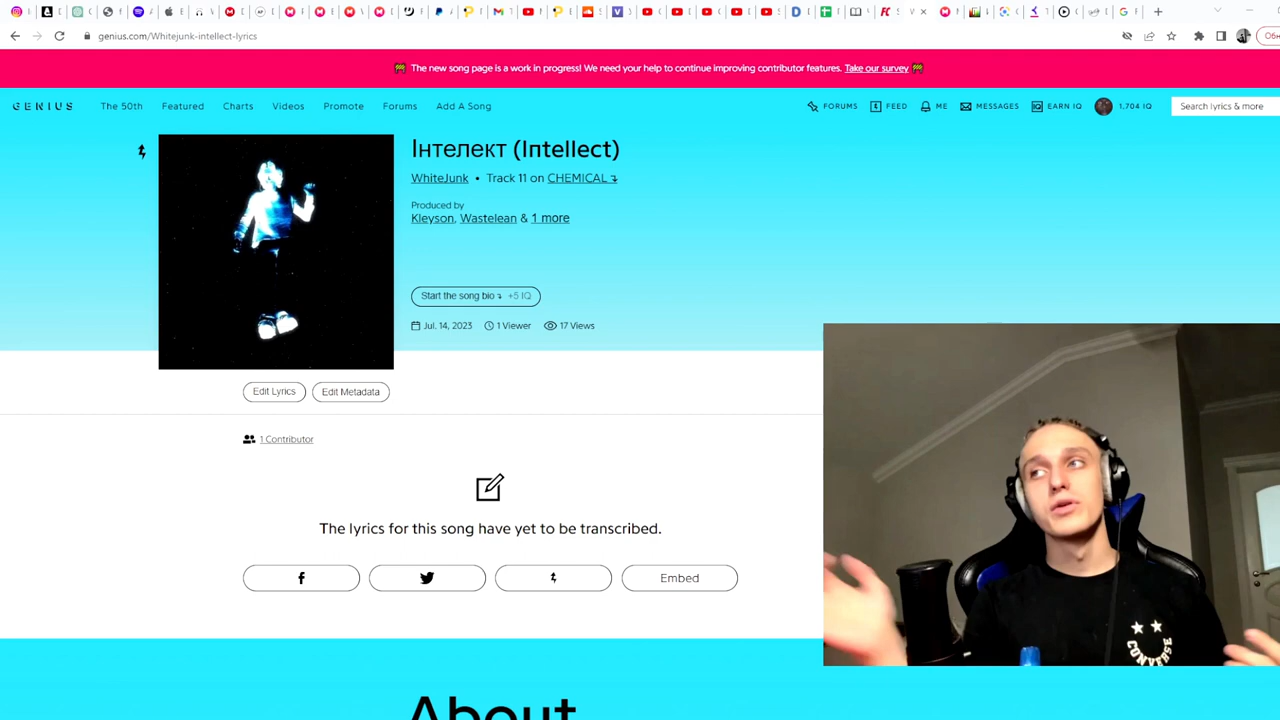 genius.com/Whitejunk-intellect-lyrics
The new song page is a work in progress! We need your help to continue improving contributor features. Take our survey
GENIUS The 50th Featured Charts Videos Promote Forums Add A Song FORUMS FEED ME MESSAGES EARN IQ 1,704 IQ Search lyrics & more
Інтелект (Intellect)
WhiteJunk • Track 11 on CHEMICAL
Produced by
Kleyson, Wastelean & 1 more
Start the song bio +5 IQ
Jul. 14, 2023 1 Viewer 17 Views
Edit Lyrics Edit Metadata
1 Contributor
The lyrics for this song have yet to be transcribed.
Embed
CONVERSE
About